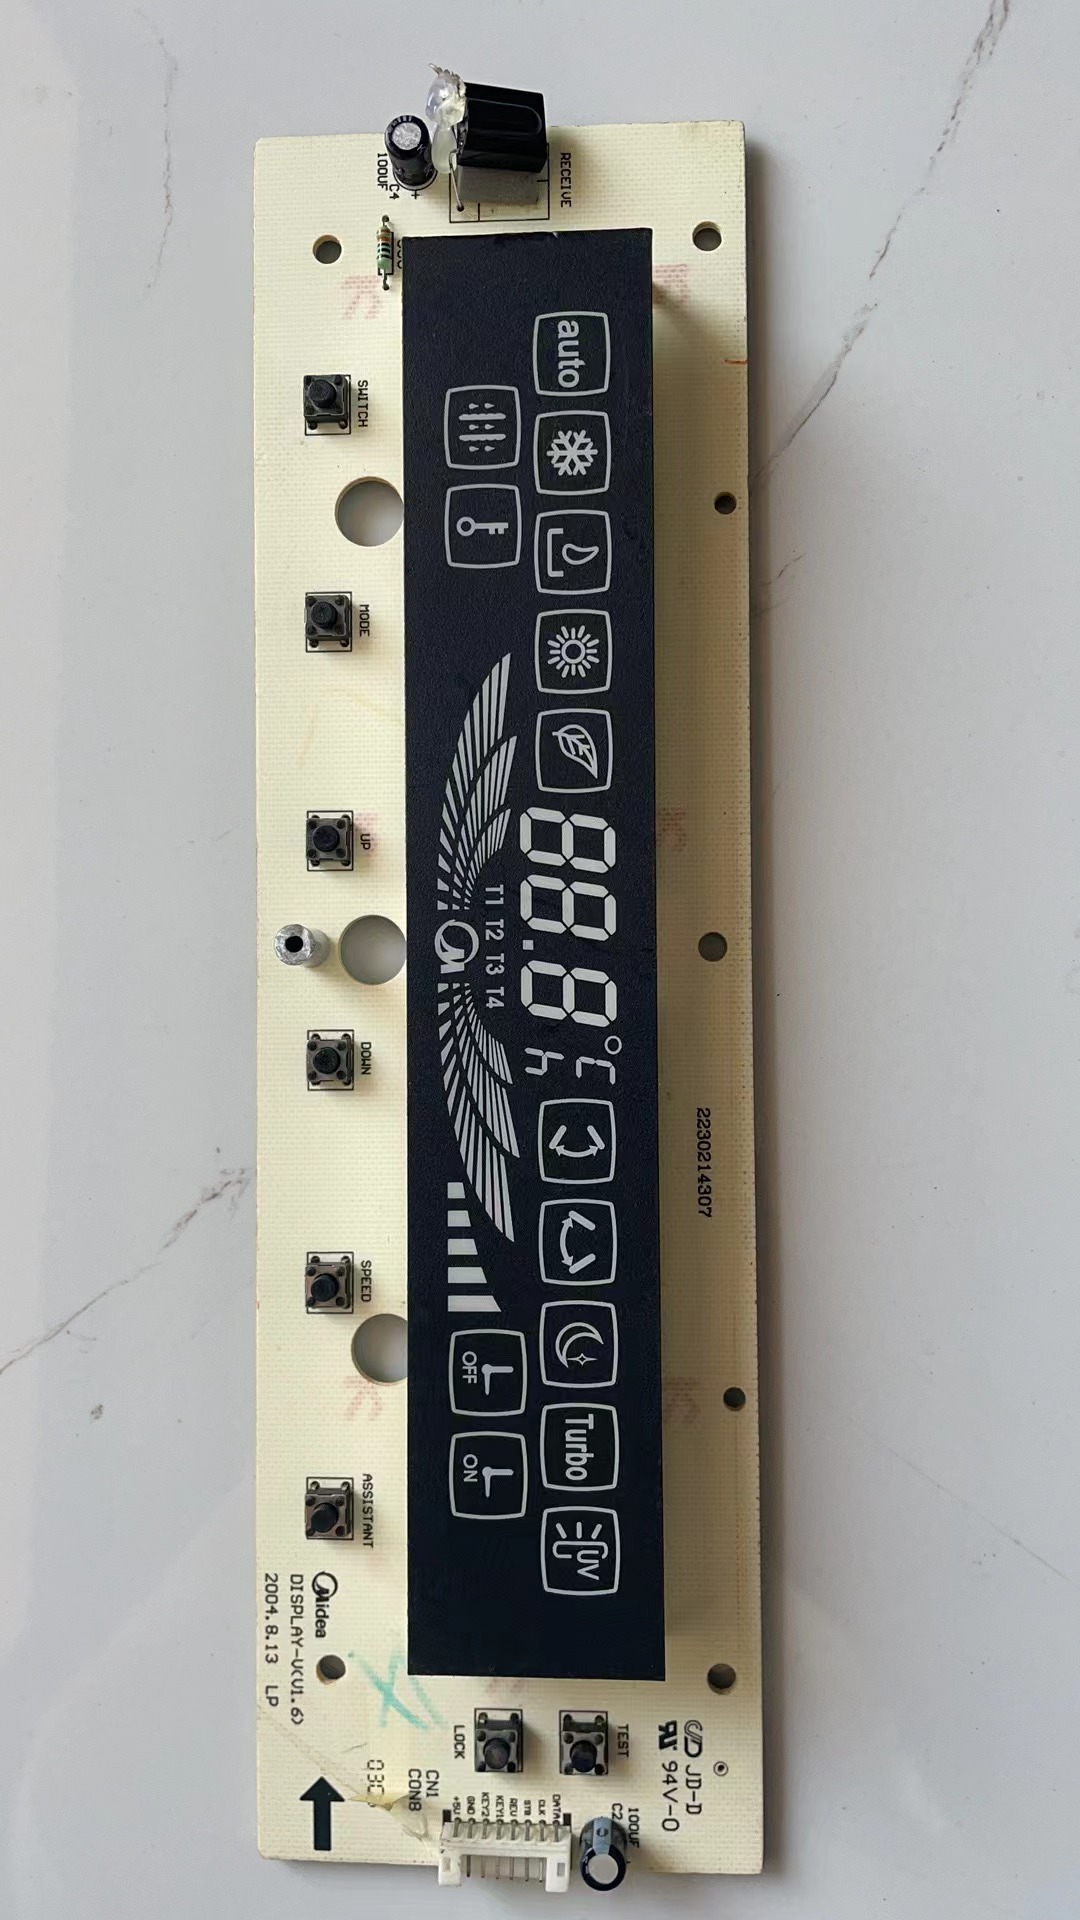 RECEIVE
C4
100UF
auto
SWITCH
MODE
UP
DOWN
SPEED
ASSISTANT
T1 T2 T3 T4
88.8°
h
OFF
ON
Turbo
UV
2230214307
Midea
DISPLAY-V(V1.6)
2004.8.13 LP
LOCK
TEST
JD-D
94V-0
CN1
CON8
+5V
GND
KEY2
KEY1
REV
STB
CLK
DATA
100UF
C2